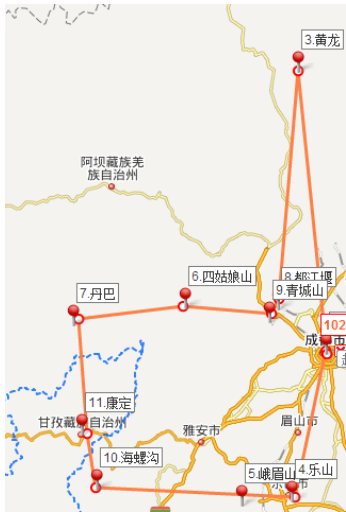 3.黄龙
阿坝藏族羌
族自治州
6.四姑娘山
8.都江堰
7.丹巴
9.青城山
102
成
市
11.康定
甘孜藏
自治州
雅安市
眉山市
10.海螺沟
5.峨眉山
4.乐山